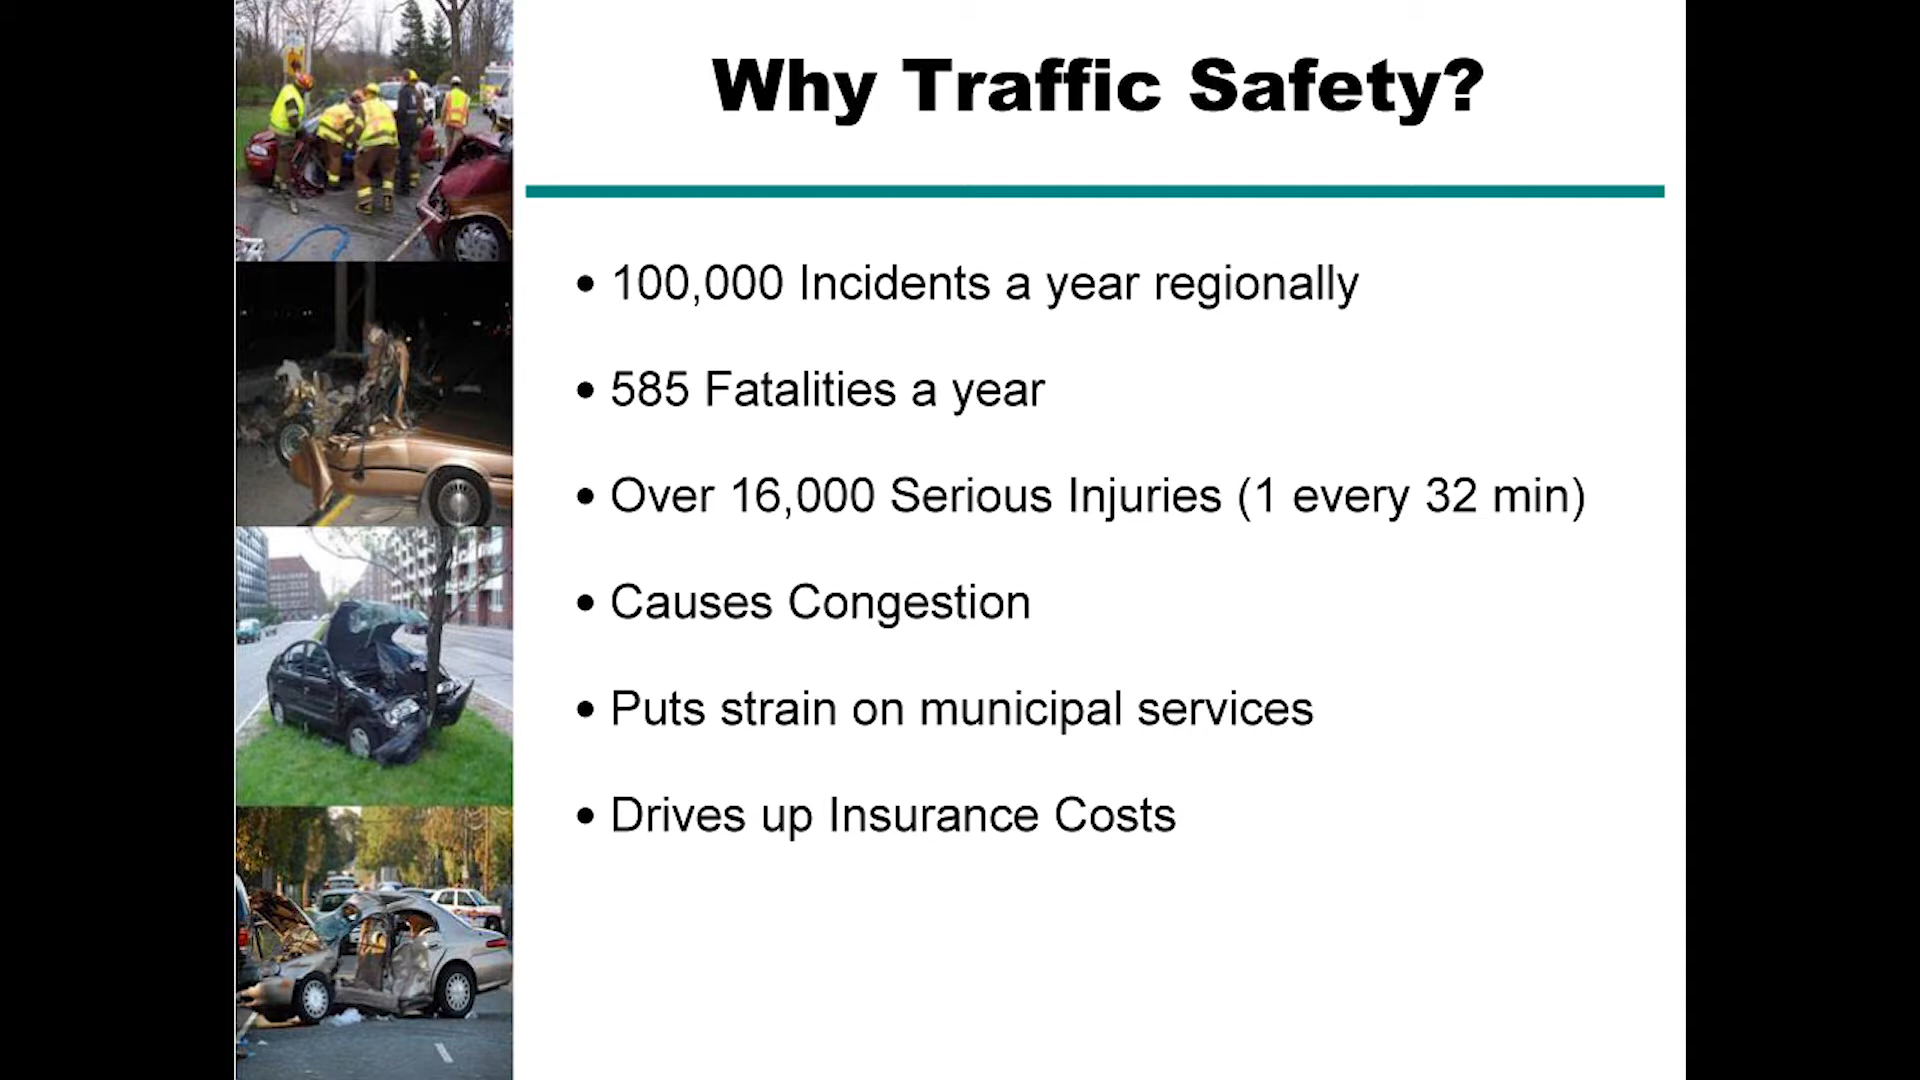 Why Traffic Safety?
• 100,000 Incidents a year regionally
• 585 Fatalities a year
• Over 16,000 Serious Injuries (1 every 32 min)
• Causes Congestion
• Puts strain on municipal services
• Drives up Insurance Costs